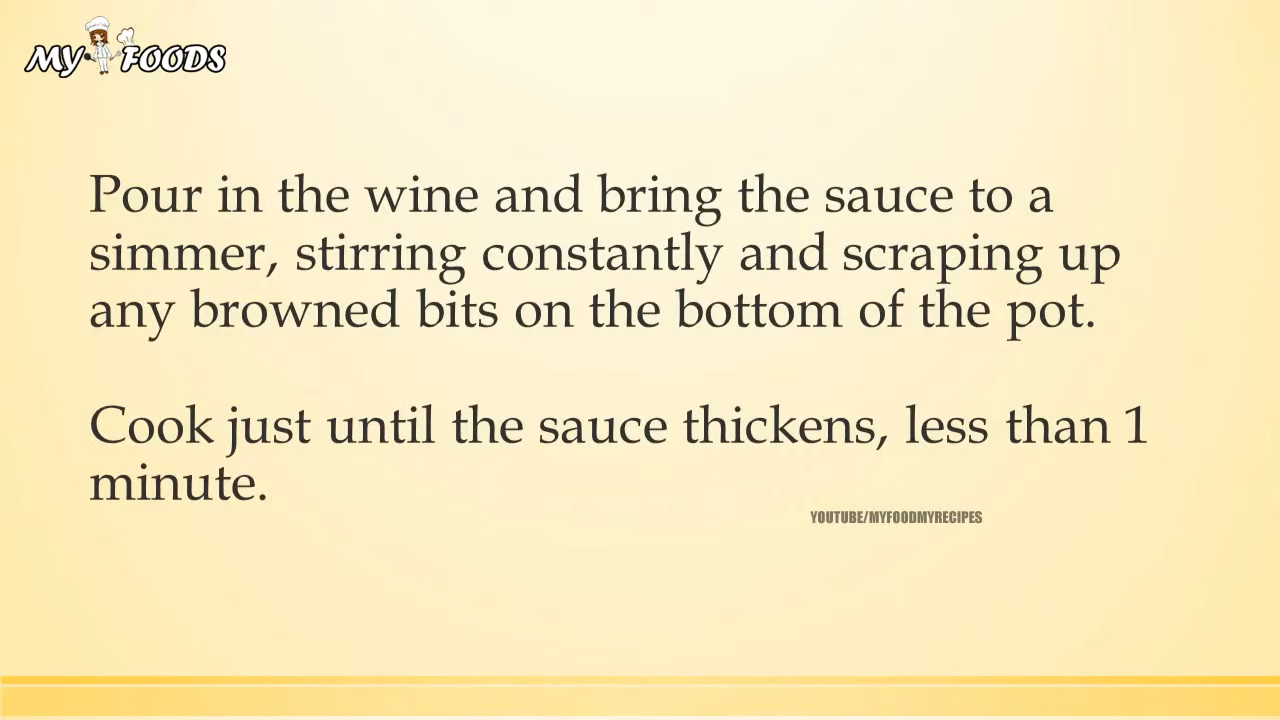 MY FOODS
Pour in the wine and bring the sauce to a
simmer, stirring constantly and scraping up
any browned bits on the bottom of the pot.
Cook just until the sauce thickens, less than 1
minute.
YOUTUBE/MYFOODMYRECIPES